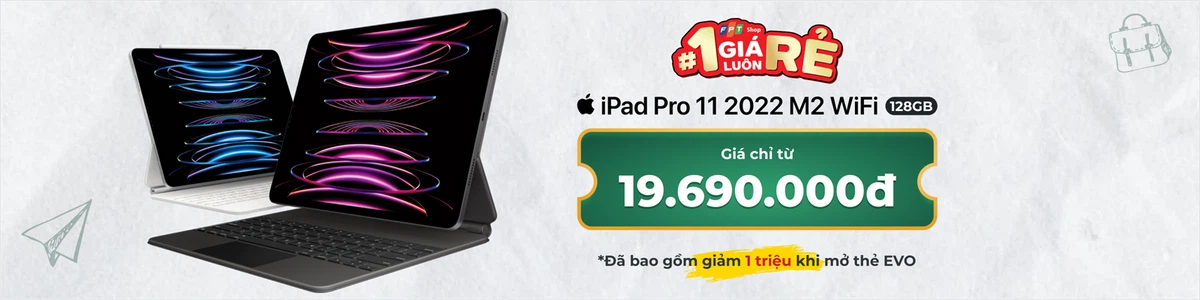 FPT Shop
#1 GIÁ LUÔN RẺ
iPad Pro 11 2022 M2 WiFi 128GB
Giá chỉ từ
19.690.000đ
*Đã bao gồm giảm 1 triệu khi mở thẻ EVO